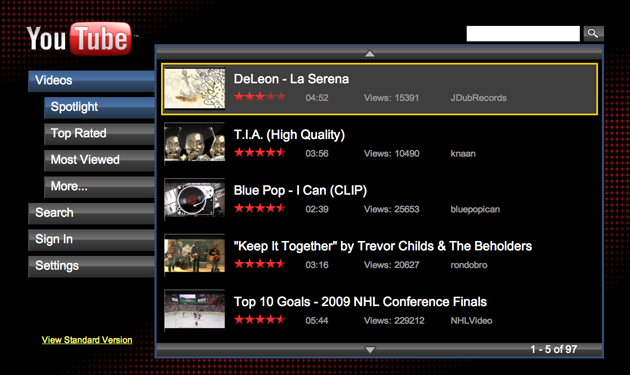 YouTube™
Videos
Spotlight
Top Rated
Most Viewed
More...
Search
Sign In
Settings
View Standard Version
DeLeon - La Serena
04:52 Views: 15391 JDubRecords
T.I.A. (High Quality)
03:56 Views: 10490 knaan
Blue Pop - I Can (CLIP)
02:39 Views: 25653 bluepopican
"Keep It Together" by Trevor Childs & The Beholders
03:16 Views: 20627 rondobro
Top 10 Goals - 2009 NHL Conference Finals
05:44 Views: 229212 NHLVideo
1 - 5 of 97